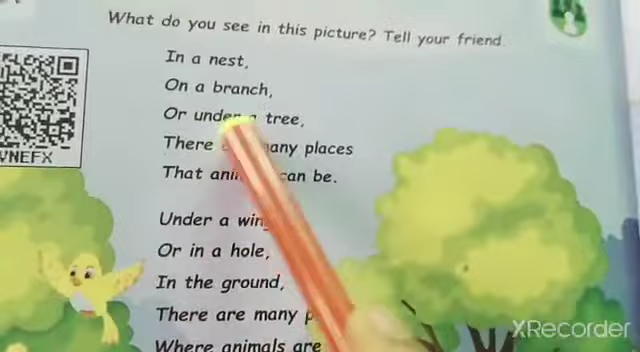 What do you see in this picture? Tell your friend.
In a nest,
On a branch,
Or under a tree,
There many places
That can be.
VNEFX
Under a
Or in a hole,
In the ground,
There are many
Where animals are
XRecorder